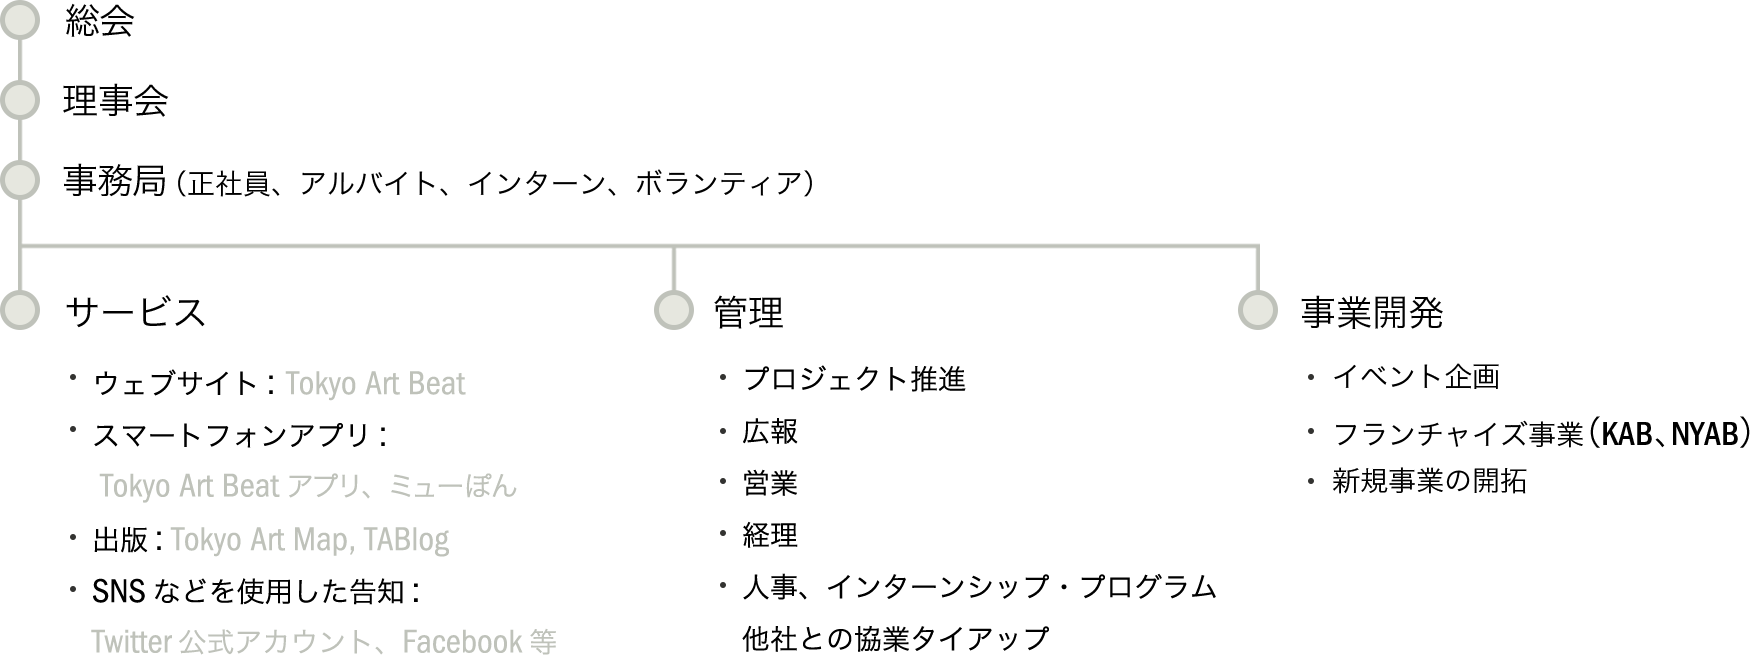 総会
理事会
事務局（正社員、アルバイト、インターン、ボランティア）
サービス
・ウェブサイト：Tokyo Art Beat
・スマートフォンアプリ：
Tokyo Art Beat アプリ、ミューぽん
・出版：Tokyo Art Map, TABlog
・SNS などを使用した告知：
Twitter 公式アカウント、Facebook 等
管理
・プロジェクト推進
・広報
・営業
・経理
・人事、インターンシップ・プログラム
他社との協業タイアップ
事業開発
・イベント企画
・フランチャイズ事業（KAB、NYAB）
・新規事業の開拓